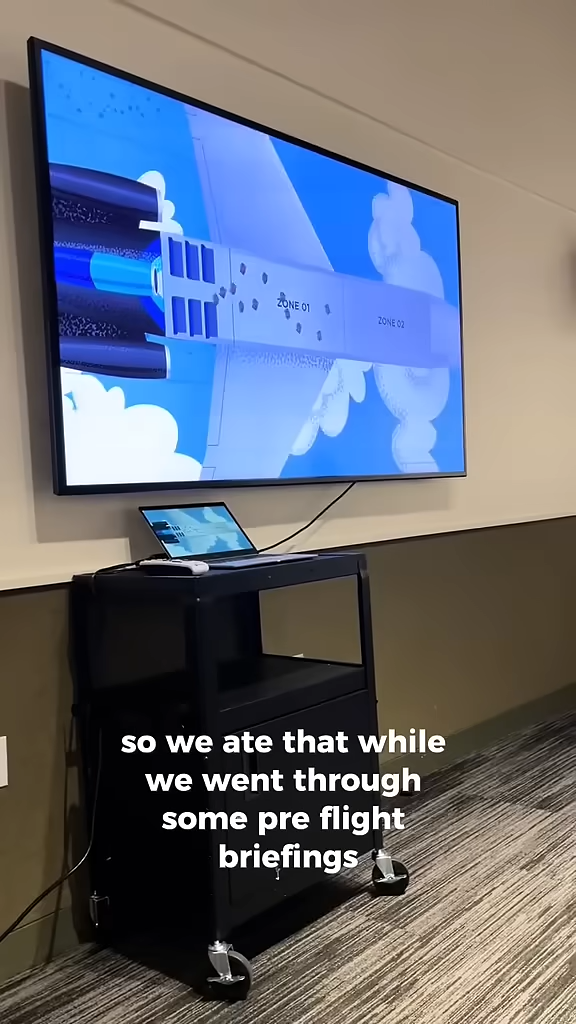 ZONE 01
ZONE 02
so we ate that while
we went through
some pre flight
briefings